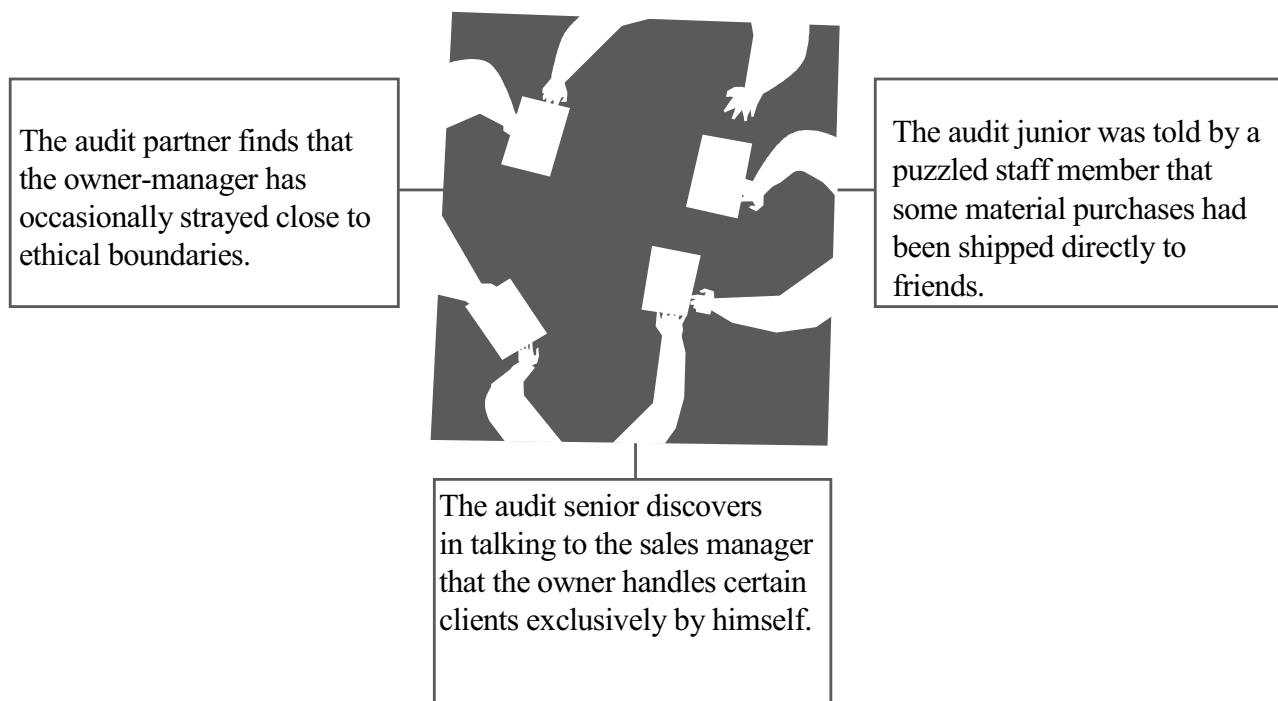 The audit partner finds that
the owner-manager has
occasionally strayed close to
ethical boundaries.
The audit junior was told by a
puzzled staff member that
some material purchases had
been shipped directly to
friends.
The audit senior discovers
in talking to the sales manager
that the owner handles certain
clients exclusively by himself.